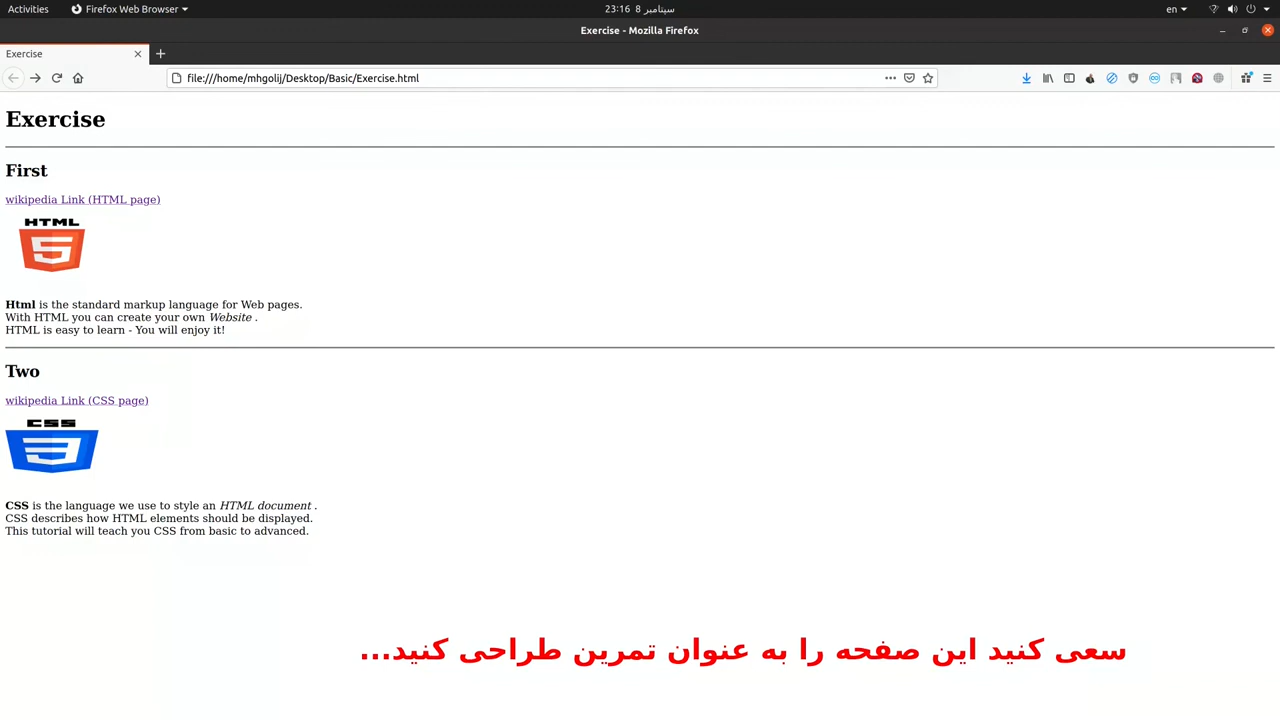 Activities
Firefox Web Browser
23:16 8 سپتامبر
en
Exercise - Mozilla Firefox
Exercise
file:///home/mhgolij/Desktop/Basic/Exercise.html
Exercise
First
wikipedia Link (HTML page)
HTML
5
Html is the standard markup language for Web pages.
With HTML you can create your own Website .
HTML is easy to learn - You will enjoy it!
Two
wikipedia Link (CSS page)
CSS
3
CSS is the language we use to style an HTML document .
CSS describes how HTML elements should be displayed.
This tutorial will teach you CSS from basic to advanced.
سعی کنید این صفحه را به عنوان تمرین طراحی کنید...